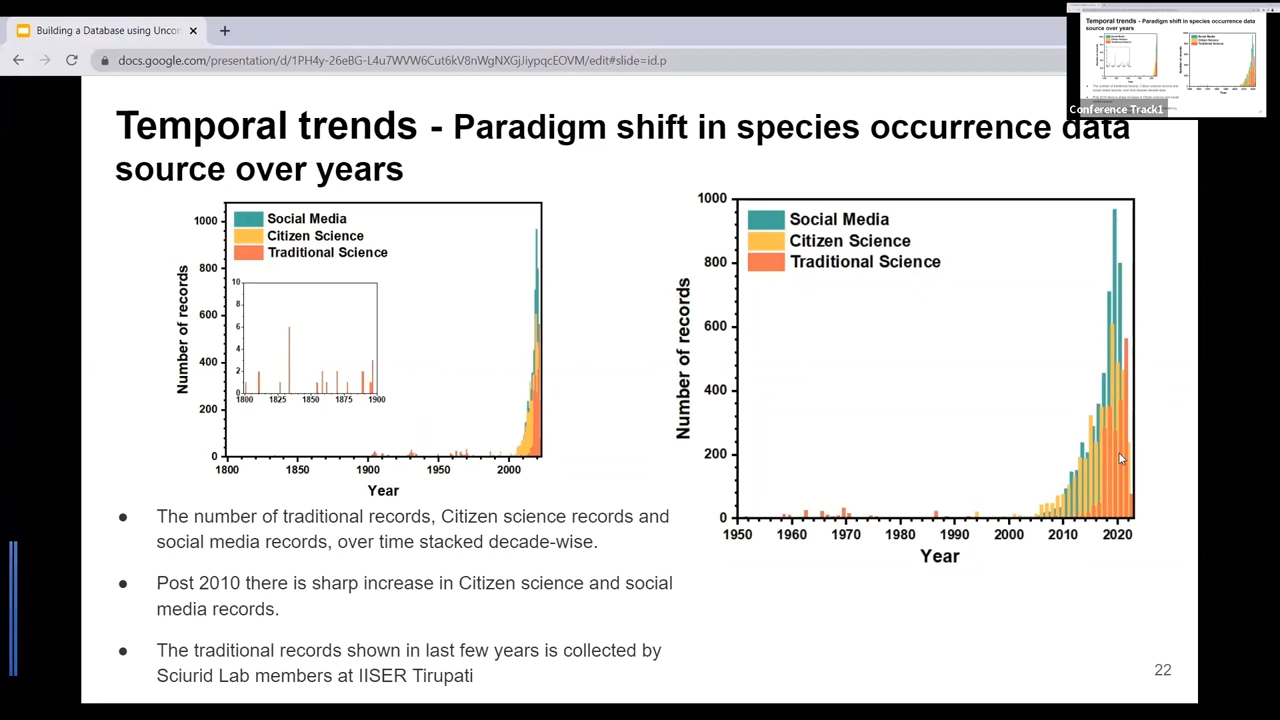 Building a Database using Uncon
docs.google.com/presentation/d/
/edit#slide=id.p
Temporal trends - Paradigm shift in species occurrence data
source over years
Conference Track1
Temporal trends - Paradigm shift in species occurrence data
source over years
Social Media
Citizen Science
Traditional Science
Number of records
1000
800
600
400
200
0
10
8
6
4
2
0
1800 1825 1850 1875 1900
1800 1850 1900 1950 2000
Year
Social Media
Citizen Science
Traditional Science
Number of records
1000
800
600
400
200
0
1950 1960 1970 1980 1990 2000 2010 2020
Year
● The number of traditional records, Citizen science records and
social media records, over time stacked decade-wise.
● Post 2010 there is sharp increase in Citizen science and social
media records.
● The traditional records shown in last few years is collected by
Sciurid Lab members at IISER Tirupati
22